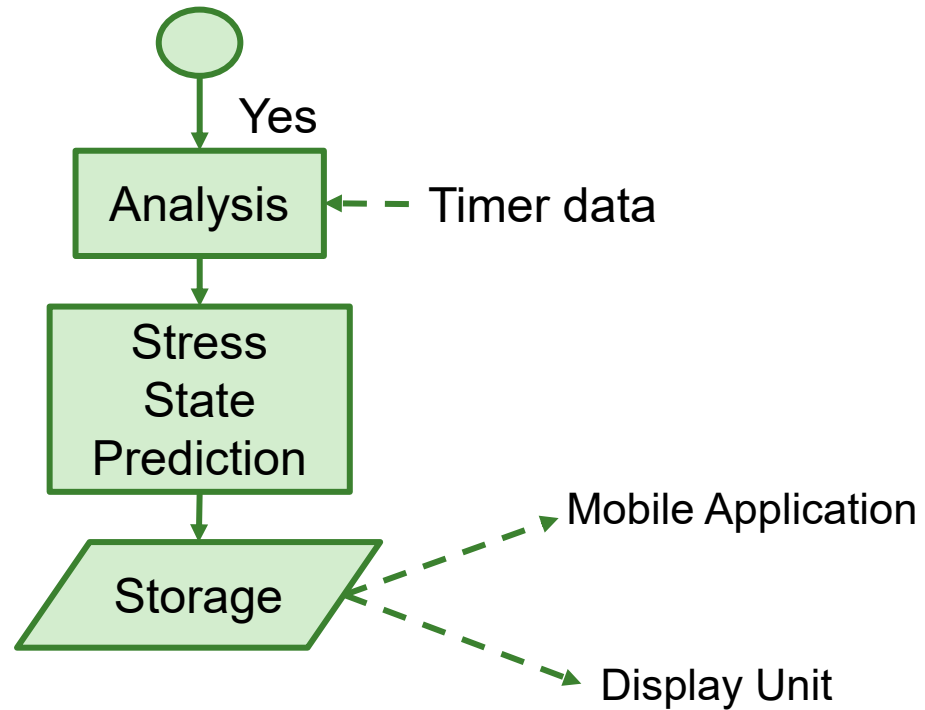 Yes
Analysis
Timer data
Stress
State
Prediction
Mobile Application
Storage
Display Unit